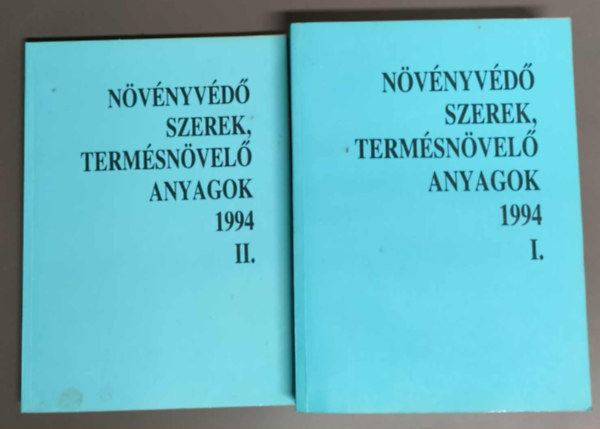 NÖVÉNYVÉDŐ
SZEREK,
TERMÉSNÖVELŐ
ANYAGOK
1994
II.
NÖVÉNYVÉDŐ
SZEREK,
TERMÉSNÖVELŐ
ANYAGOK
1994
I.